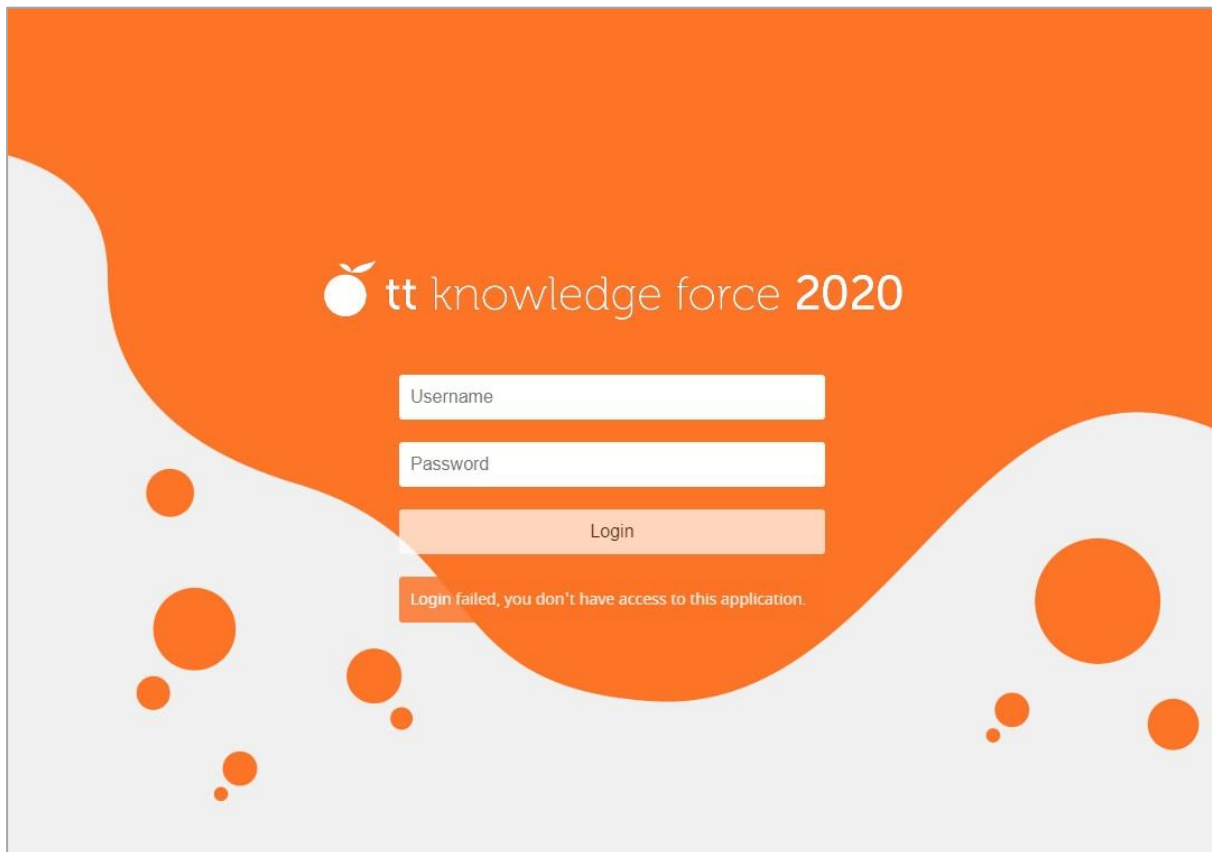 tt knowledge force 2020
Username
Password
Login
Login failed, you don't have access to this application.